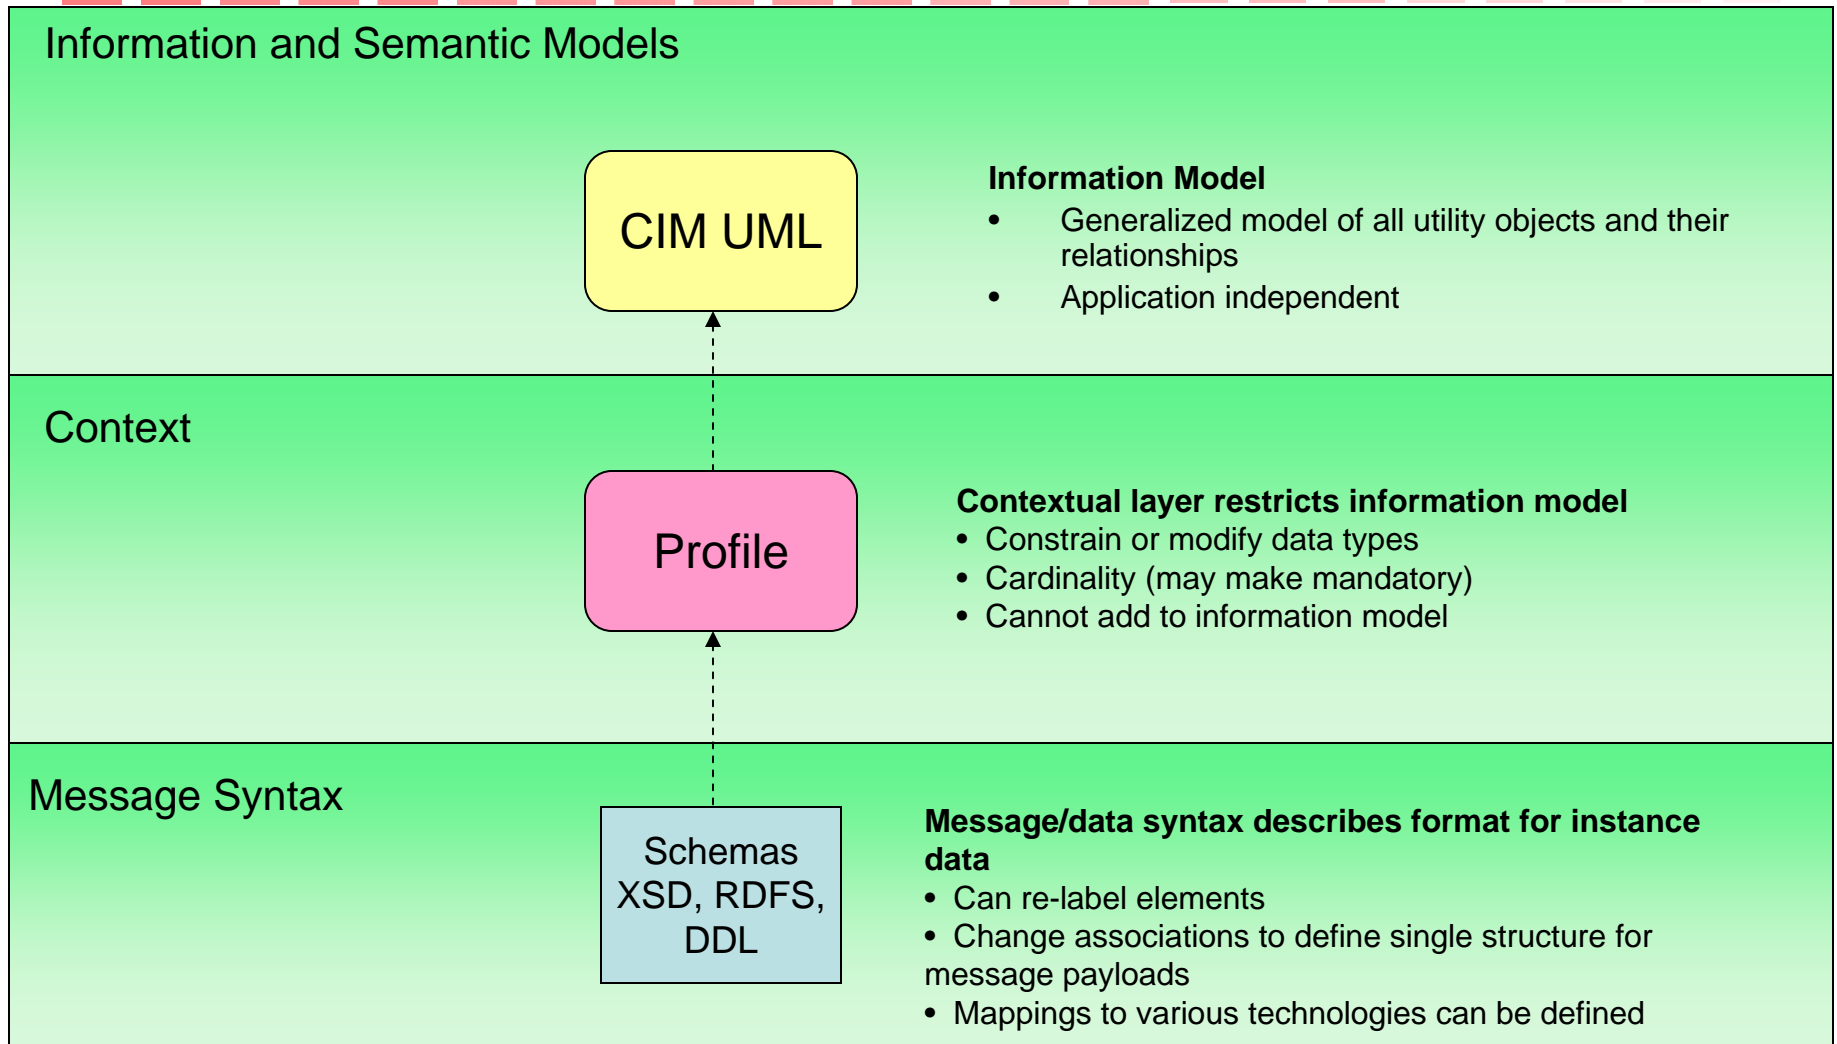 Information and Semantic Models
CIM UML
Information Model
• Generalized model of all utility objects and their
relationships
• Application independent
Context
Profile
Contextual layer restricts information model
• Constrain or modify data types
• Cardinality (may make mandatory)
• Cannot add to information model
Message Syntax
Schemas
XSD, RDFS,
DDL
Message/data syntax describes format for instance
data
• Can re-label elements
• Change associations to define single structure for
message payloads
• Mappings to various technologies can be defined